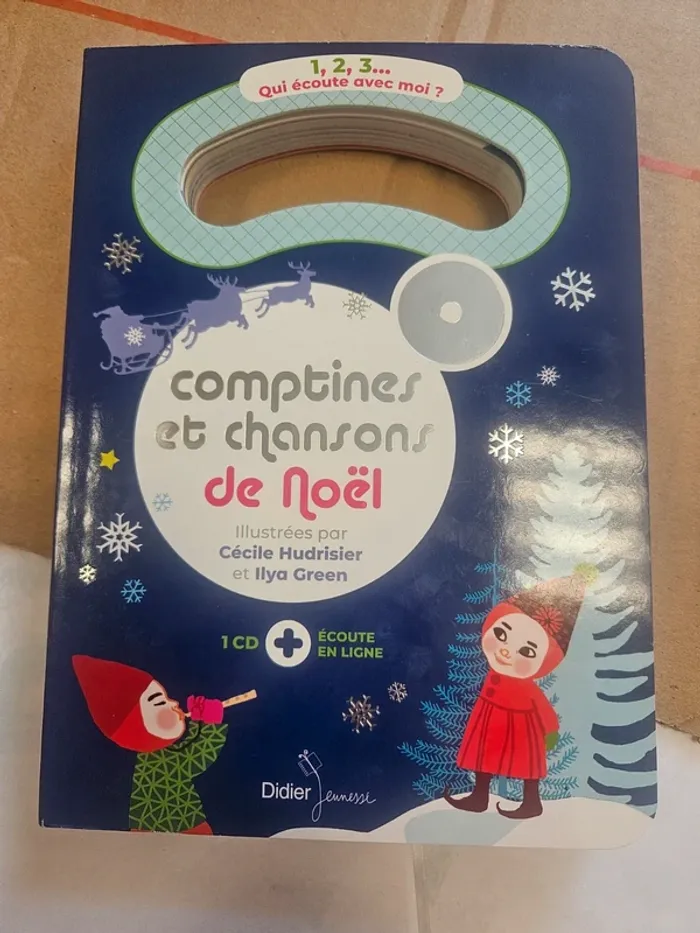 1, 2, 3...
Qui écoute avec moi ?
comptines
et chansons
de Noël
Illustrées par
Cécile Hudrisier
et Ilya Green
1 CD + ÉCOUTE
EN LIGNE
Didier Jeunesse